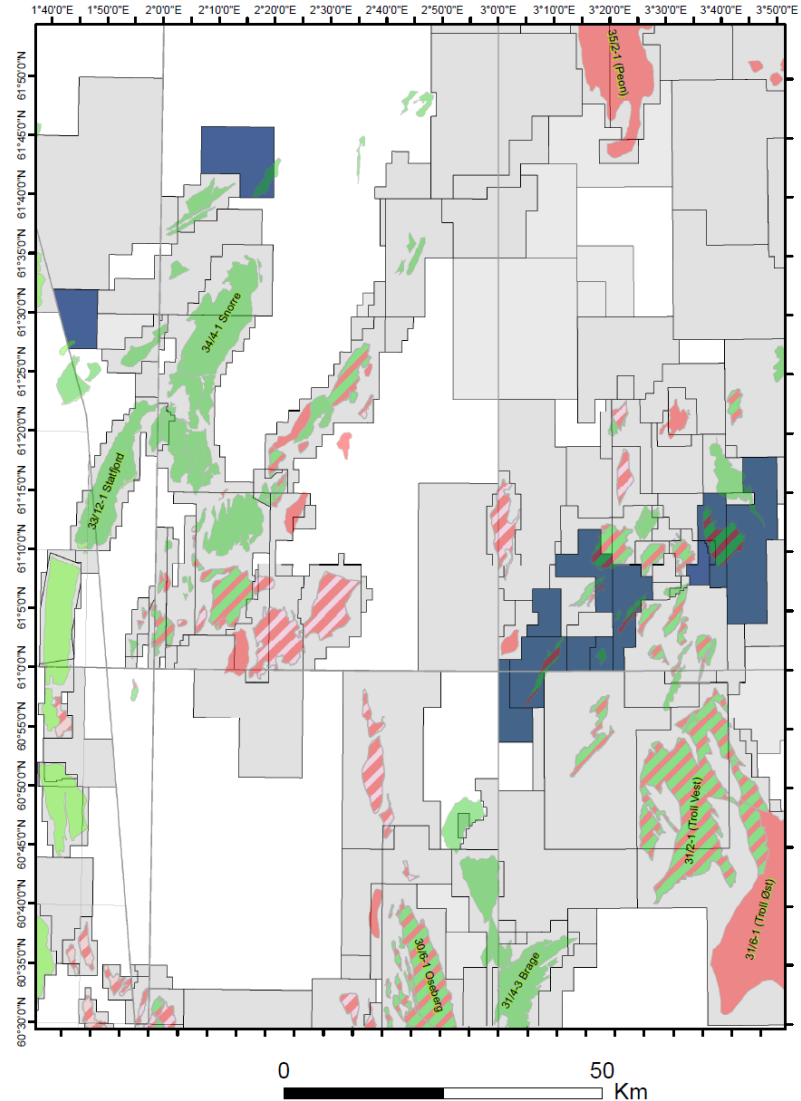 1°40'0"E 1°50'0"E 2°0'0"E 2°10'0"E 2°20'0"E 2°30'0"E 2°40'0"E 2°50'0"E 3°0'0"E 3°10'0"E 3°20'0"E 3°30'0"E 3°40'0"E 3°50'0"E
61°50'0"N
61°45'0"N
61°40'0"N
61°35'0"N
61°30'0"N
61°25'0"N
61°20'0"N
61°15'0"N
61°10'0"N
61°5'0"N
61°0'0"N
60°55'0"N
60°50'0"N
60°45'0"N
60°40'0"N
60°35'0"N
60°30'0"N
35/2-1 (Peon)
34/4-1 Snorre
33/12-1 Statfjord
31/2-1 (Troll Vest)
31/6-1 (Troll Øst)
30/6-1 Oseberg
31/4-3 Brage
0 50
Km